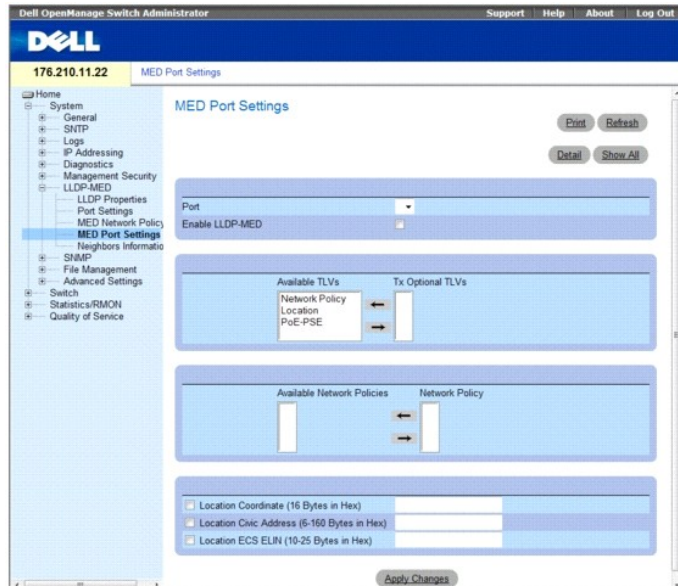 Dell OpenManage Switch Administrator
Support Help About Log Out
DELL
176.210.11.22 MED Port Settings
Home
System
General
SNTP
Logs
IP Addressing
Diagnostics
Management Security
LLDP-MED
LLDP Properties
Port Settings
MED Network Policy
MED Port Settings
Neighbors Informatio
SNMP
File Management
Advanced Settings
Switch
Statistics/RMON
Quality of Service
MED Port Settings
Print Refresh
Detail Show All
Port
Enable LLDP-MED
Available TLVs Tx Optional TLVs
Network Policy
Location
PoE-PSE
Available Network Policies Network Policy
Location Coordinate (16 Bytes in Hex)
Location Civic Address (6-160 Bytes in Hex)
Location ECS ELIN (10-25 Bytes in Hex)
Apply Changes